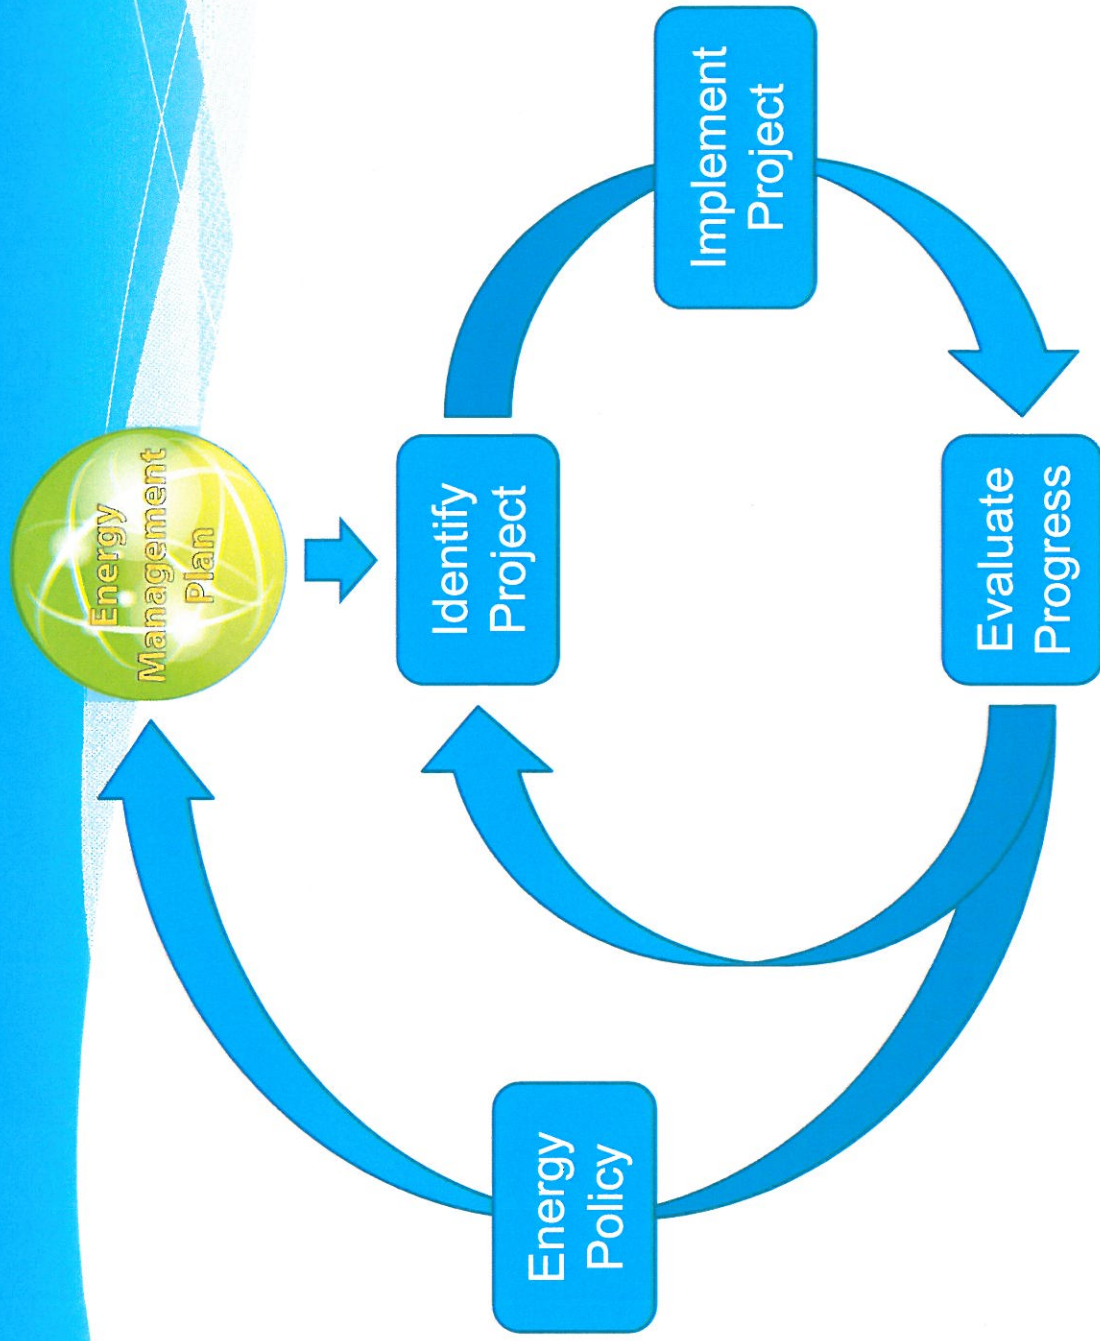 Energy
Management
Plan
Identify
Project
Implement
Project
Evaluate
Progress
Energy
Policy